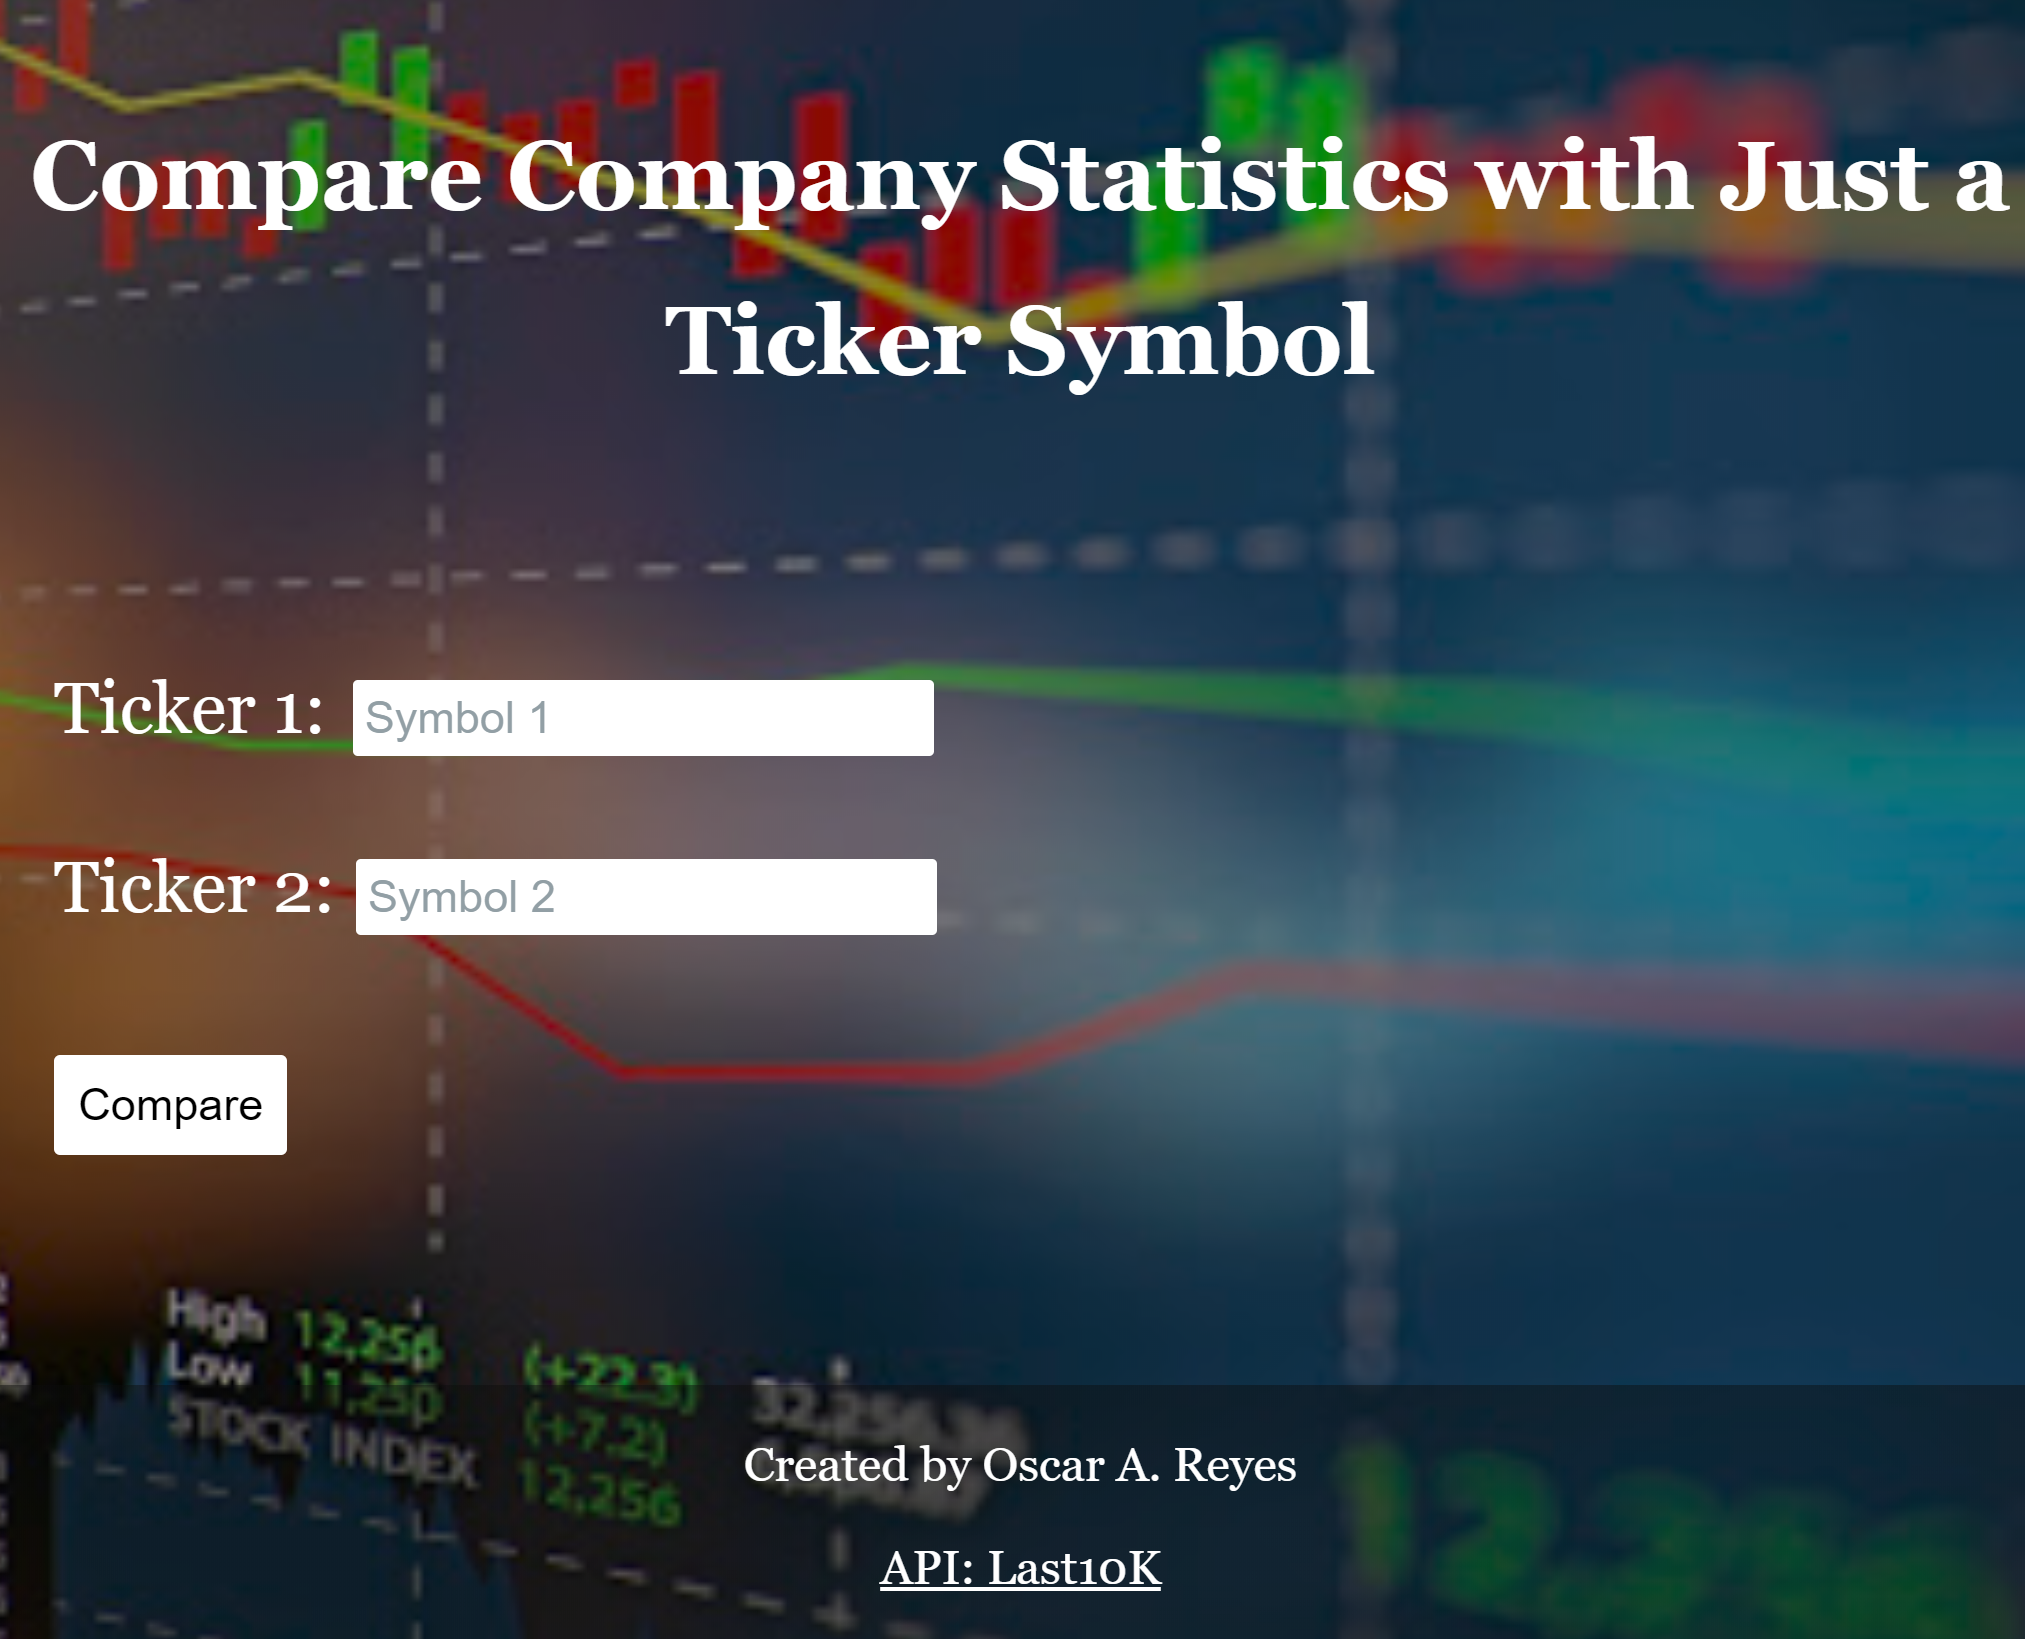 Compare Company Statistics with Just a
Ticker Symbol
Ticker 1: Symbol 1
Ticker 2: Symbol 2
Compare
High 12,256 (+22.3)
Low 11,250 (+7.2)
STOCK INDEX 12,256
Created by Oscar A. Reyes
API: Last10K